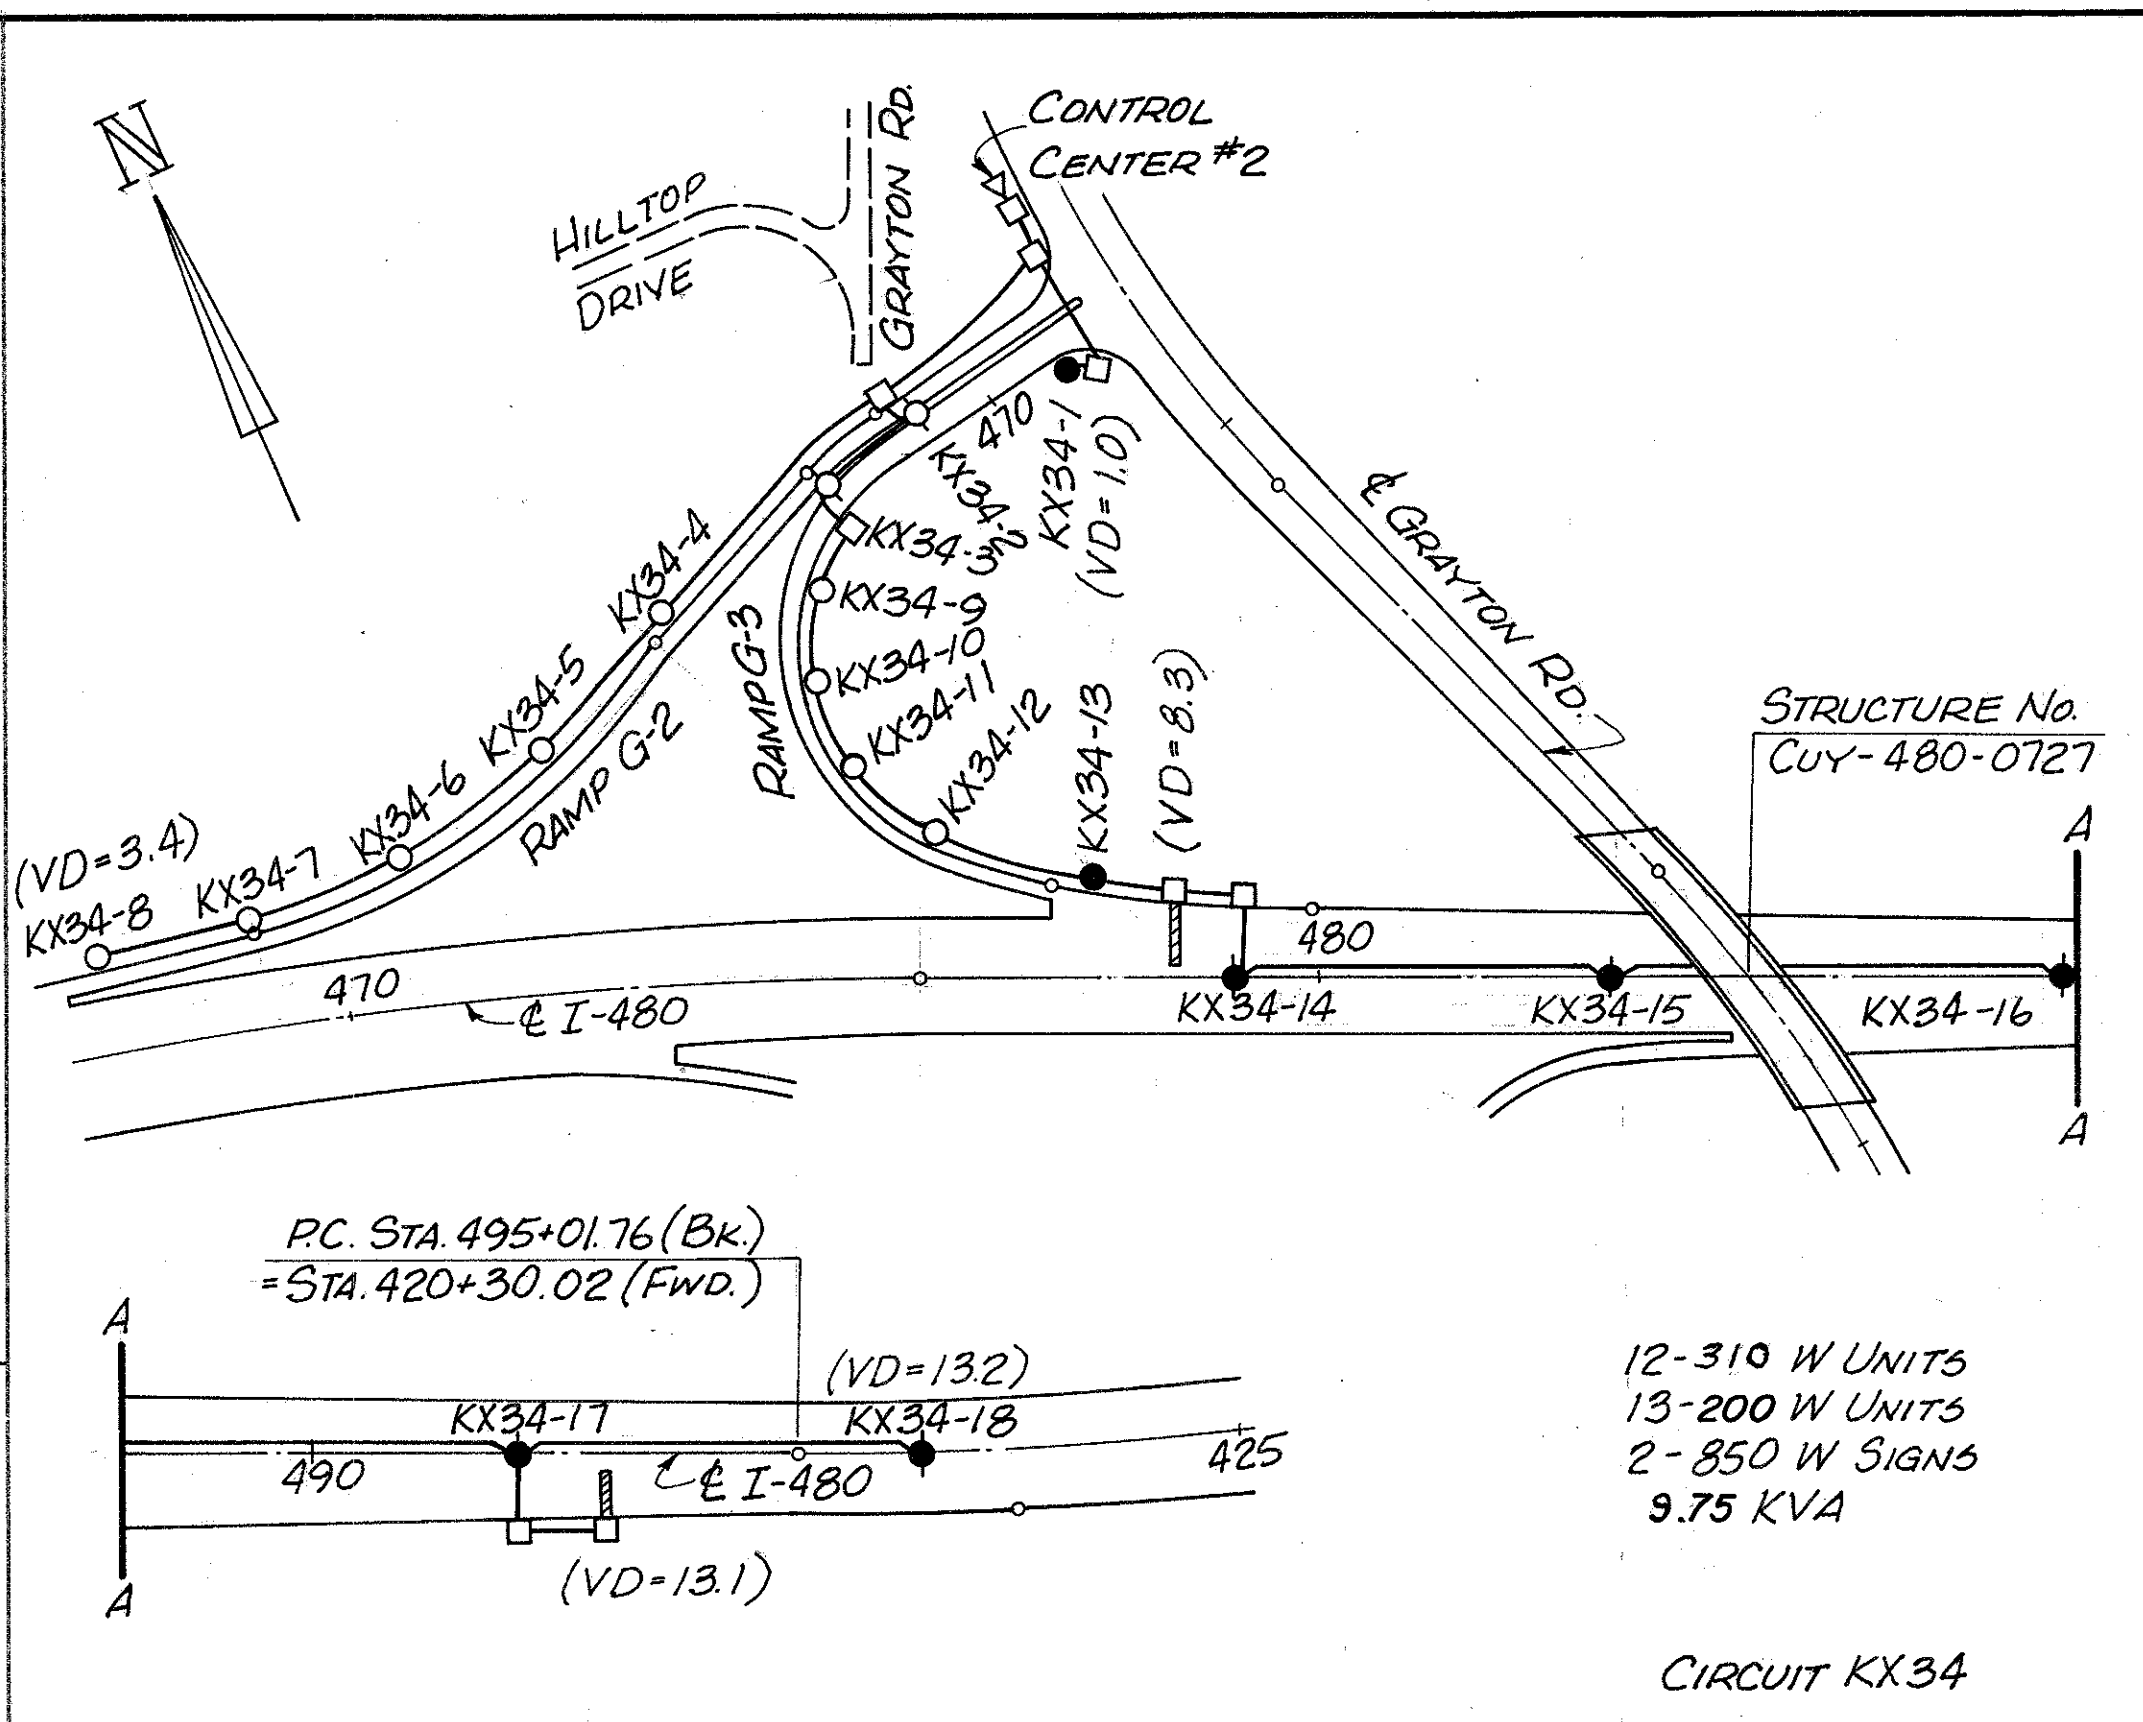 N
CONTROL
CENTER #2
HILLTOP
DRIVE
GRAYTON RD.
470
KX34-1
(VD=1.0)
KX34-2
KX34-3
KX34-4
KX34-5
KX34-6
KX34-7
(VD=3.4)
KX34-8
KX34-9
KX34-10
KX34-11
KX34-12
KX34-13
(VD=8.3)
RAMP G-3
RAMP G-2
℄ GRAYTON RD.
STRUCTURE NO.
CUY-480-0727
A
480
470
℄ I-480
KX34-14
KX34-15
KX34-16
A
P.C. STA. 495+01.76 (BK.)
=STA. 420+30.02 (FWD.)
A
(VD=13.2)
KX34-17
KX34-18
490
℄ I-480
425
A
(VD=13.1)
12-310 W UNITS
13-200 W UNITS
2-850 W SIGNS
9.75 KVA
CIRCUIT KX34